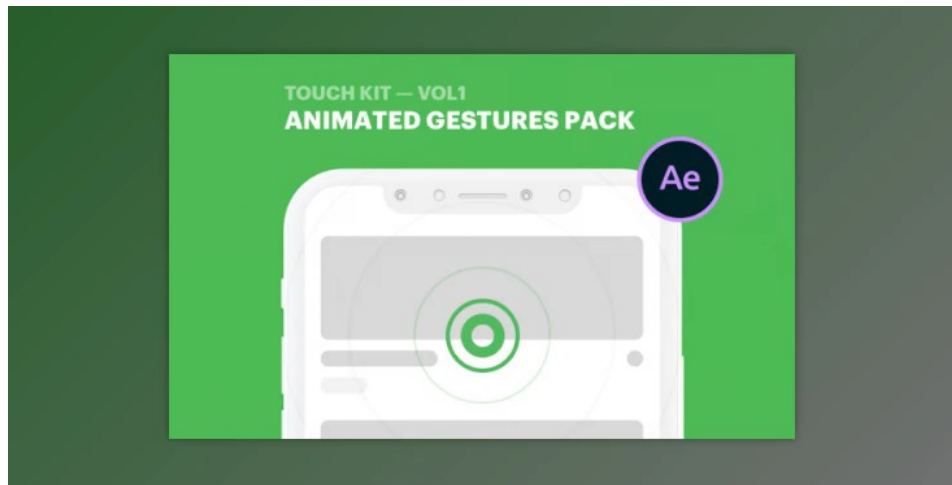 TOUCH KIT — VOL1
ANIMATED GESTURES PACK
Ae